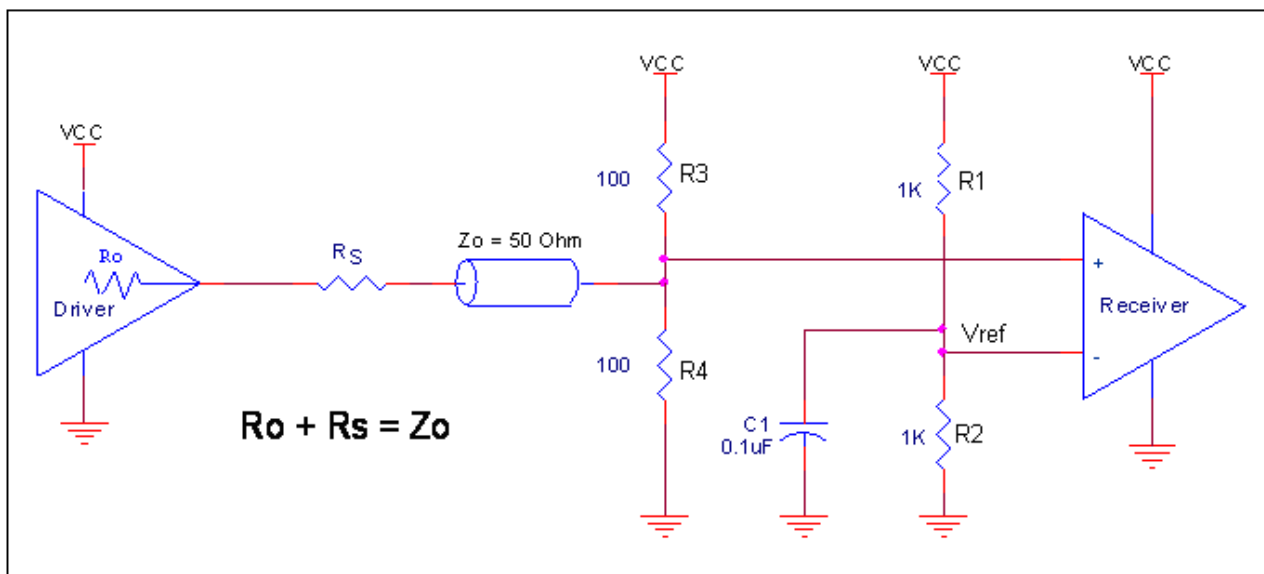 VCC
VCC
VCC
VCC
100
R3
1K
R1
Ro
Driver
RS
Zo = 50 Ohm
+
Receiver
Vref
-
100
R4
Ro + Rs = Zo
C1
0.1uF
1K
R2